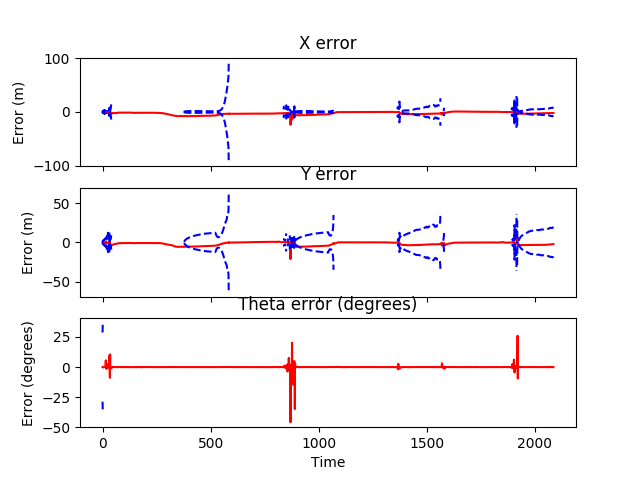 X error
100
0
−100
Error (m)
Y error
50
0
−50
Error (m)
Theta error (degrees)
25
0
−25
−50
Error (degrees)
0
500
1000
1500
2000
Time